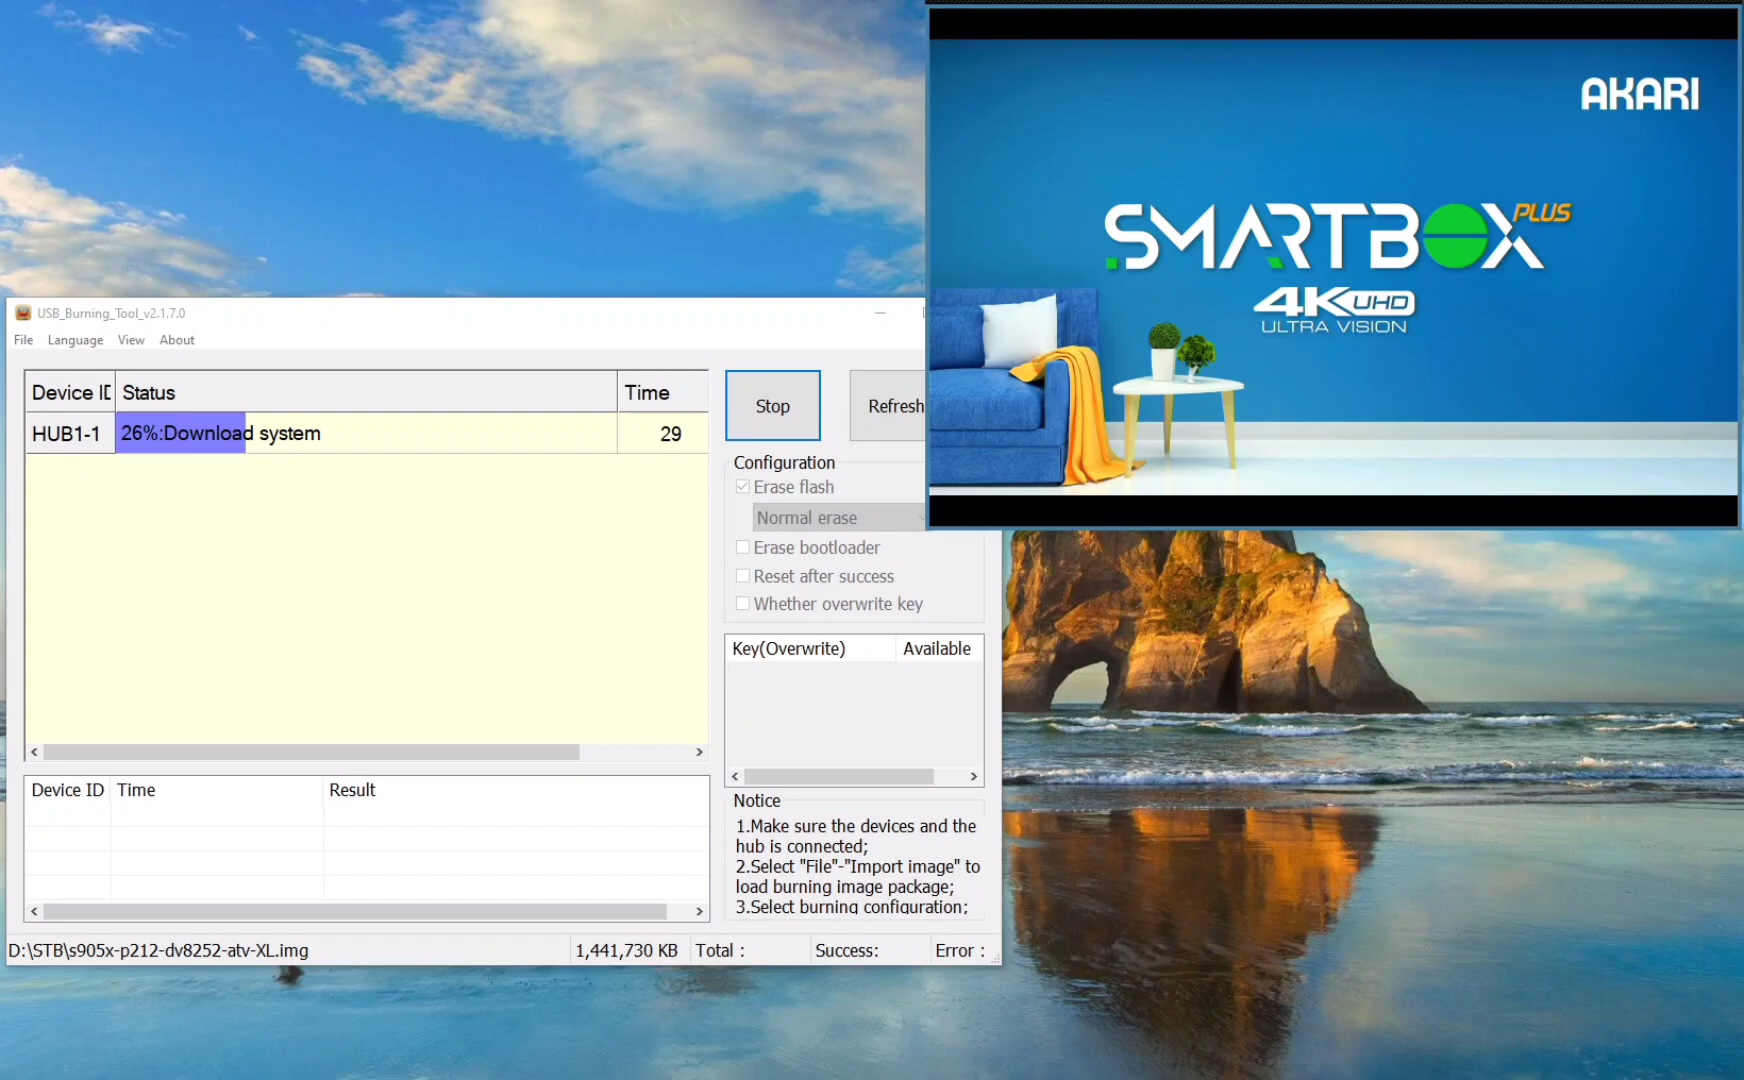 AKARI
SMARTBOX PLUS
4K UHD
ULTRA VISION
USB_Burning_Tool_v2.1.7.0
File Language View About
Device ID Status Time
HUB1-1 26%:Download system 29
Stop Refresh
Configuration
Erase flash
Normal erase
Erase bootloader
Reset after success
Whether overwrite key
Key(Overwrite) Available
Device ID Time Result
Notice
1.Make sure the devices and the
hub is connected;
2.Select "File"-"Import image" to
load burning image package;
3.Select burning configuration;
D:\STB\s905x-p212-dv8252-atv-XL.img 1,441,730 KB Total : Success: Error :